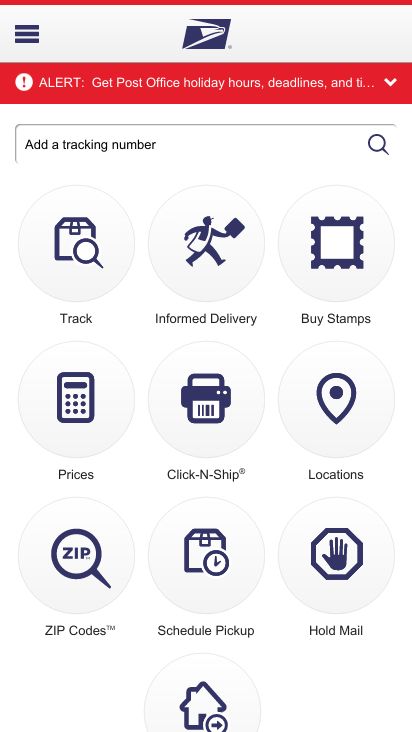 ALERT: Get Post Office holiday hours, deadlines, and ti...
Add a tracking number
Track
Informed Delivery
Buy Stamps
Prices
Click-N-Ship®
Locations
ZIP™
ZIP Codes™
Schedule Pickup
Hold Mail